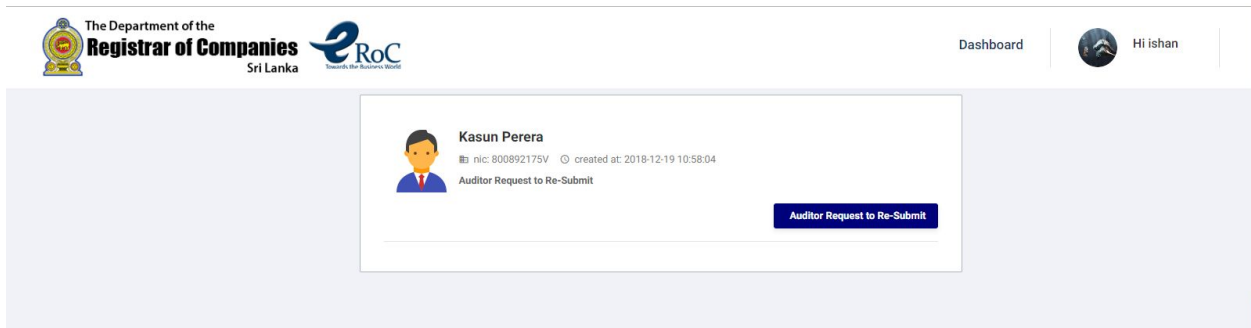 The Department of the
Registrar of Companies
Sri Lanka
eRoC
Towards the Business World
Dashboard
Hi ishan
Kasun Perera
nic: 800892175V created at: 2018-12-19 10:58:04
Auditor Request to Re-Submit
Auditor Request to Re-Submit